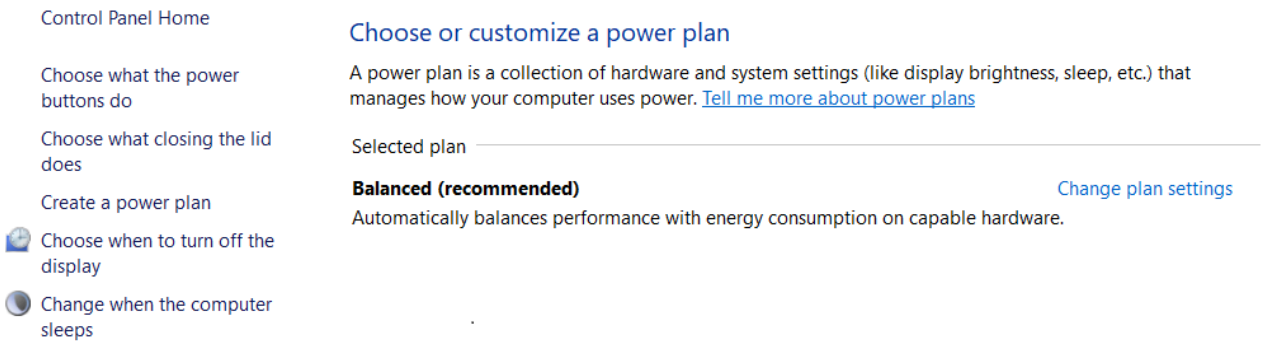 Control Panel Home
Choose what the power
buttons do
Choose what closing the lid
does
Create a power plan
Choose when to turn off the
display
Change when the computer
sleeps
Choose or customize a power plan
A power plan is a collection of hardware and system settings (like display brightness, sleep, etc.) that
manages how your computer uses power. Tell me more about power plans
Selected plan
Balanced (recommended) Change plan settings
Automatically balances performance with energy consumption on capable hardware.